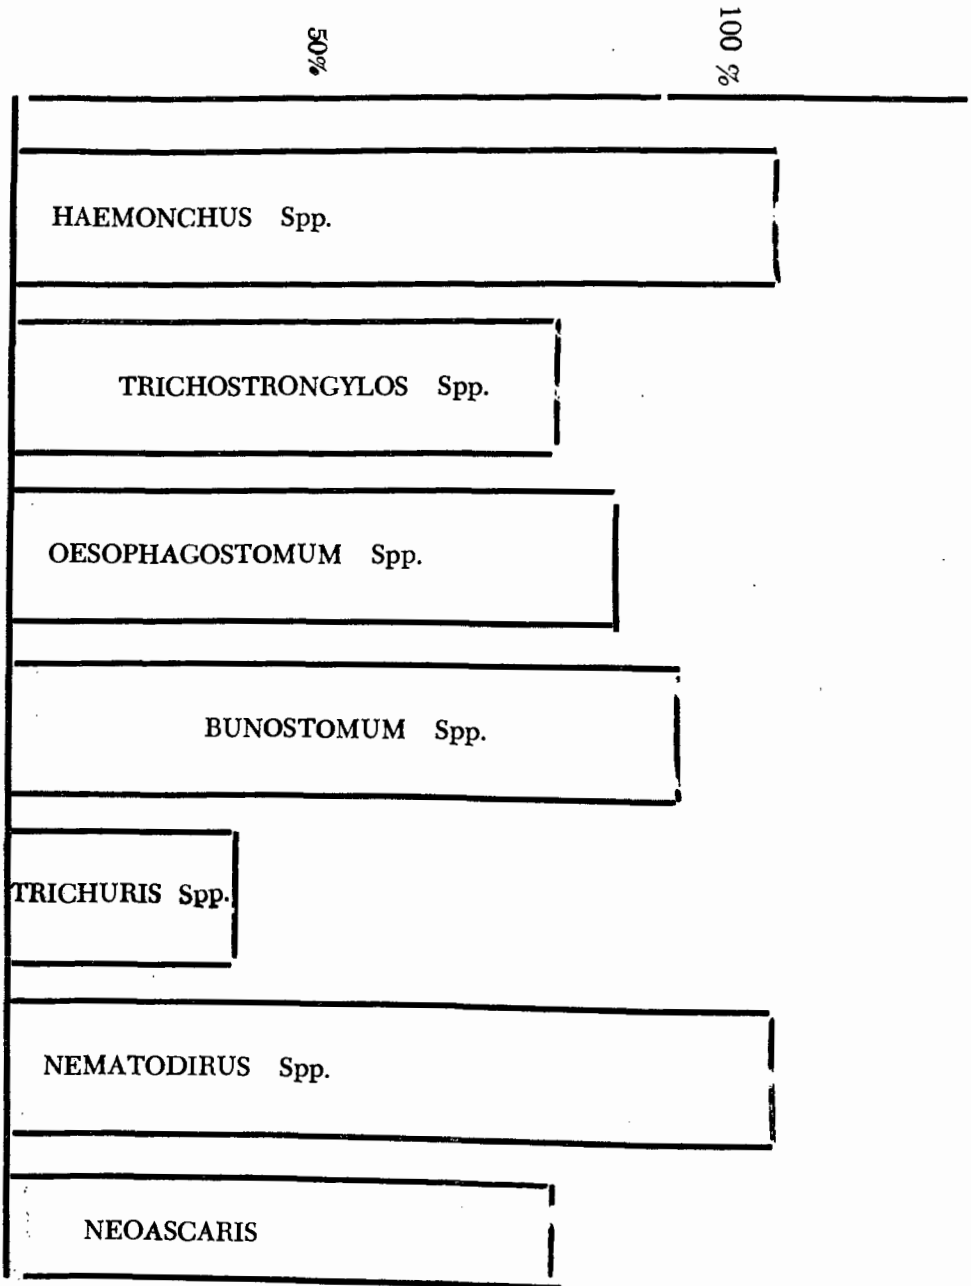 50%
100 %
HAEMONCHUS Spp.
TRICHOSTRONGYLOS Spp.
OESOPHAGOSTOMUM Spp.
BUNOSTOMUM Spp.
TRICHURIS Spp.
NEMATODIRUS Spp.
NEOASCARIS